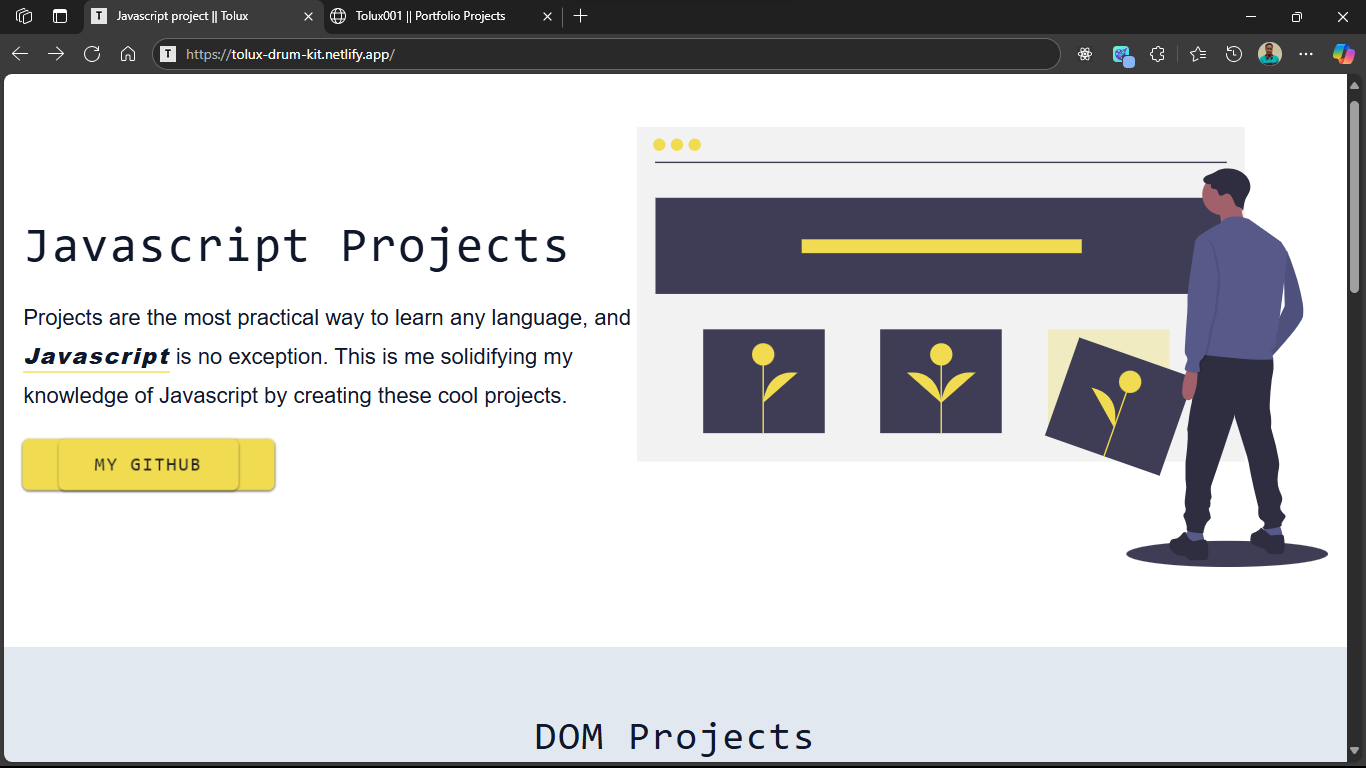 T Javascript project || Tolux
Tolux001 || Portfolio Projects
T https://tolux-drum-kit.netlify.app/
Javascript Projects
Projects are the most practical way to learn any language, and
Javascript is no exception. This is me solidifying my
knowledge of Javascript by creating these cool projects.
MY GITHUB
DOM Projects